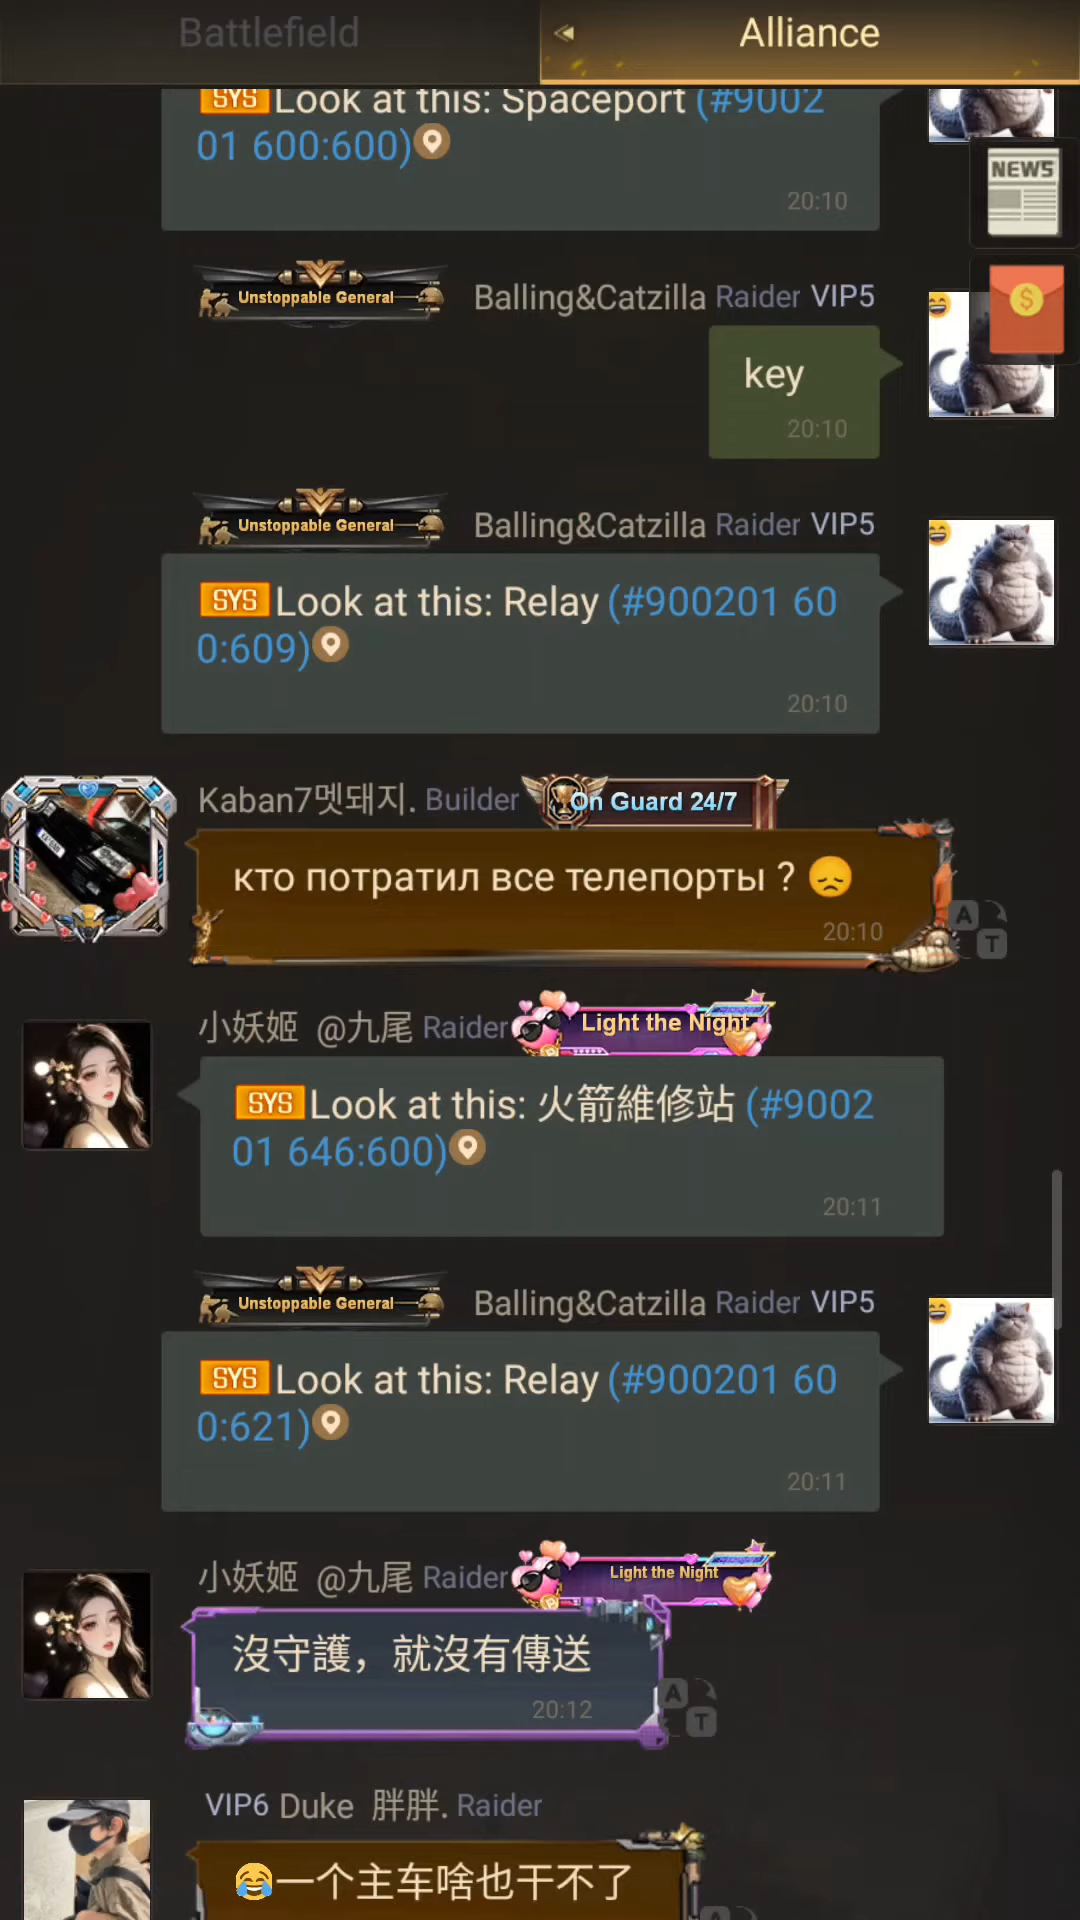 Battlefield
Alliance
SYS Look at this: Spaceport (#9002
01 600:600)
20:10
NEWS
Unstoppable General Balling&Catzilla Raider VIP5
key
20:10
Unstoppable General Balling&Catzilla Raider VIP5
SYS Look at this: Relay (#900201 60
0:609)
20:10
Kaban7멧돼지. Builder On Guard 24/7
кто потратил все телепорты ? 😞
20:10
A
T
小妖姬 @九尾 Raider Light the Night
SYS Look at this: 火箭維修站 (#9002
01 646:600)
20:11
Unstoppable General Balling&Catzilla Raider VIP5
SYS Look at this: Relay (#900201 60
0:621)
20:11
小妖姬 @九尾 Raider Light the Night
沒守護，就沒有傳送
20:12
A
T
VIP6 Duke 胖胖. Raider
😂一个主车啥也干不了